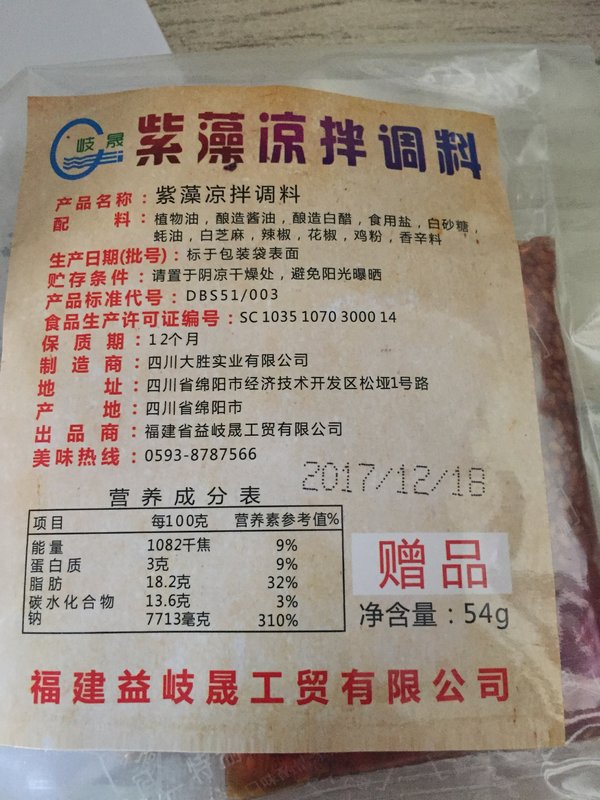 岐晟
紫藻凉拌调料
产品名称：紫藻凉拌调料
配料：植物油，酿造酱油，酿造白醋，食用盐，白砂糖，
蚝油，白芝麻，辣椒，花椒，鸡粉，香辛料
生产日期(批号)：标于包装袋表面
贮存条件：请置于阴凉干燥处，避免阳光曝晒
产品标准代号：DBS51/003
食品生产许可证编号：SC 1035 1070 3000 14
保质期：12个月
制造商：四川大胜实业有限公司
地址：四川省绵阳市经济技术开发区松垭1号路
产地：四川省绵阳市
出品商：福建省益岐晟工贸有限公司
美味热线：0593-8787566
2017/12/18
营养成分表
项目 每100克 营养素参考值%
能量 1082千焦 9%
蛋白质 3克 9%
脂肪 18.2克 32%
碳水化合物 13.6克 3%
钠 7713毫克 310%
赠品
净含量：54g
福建益岐晟工贸有限公司